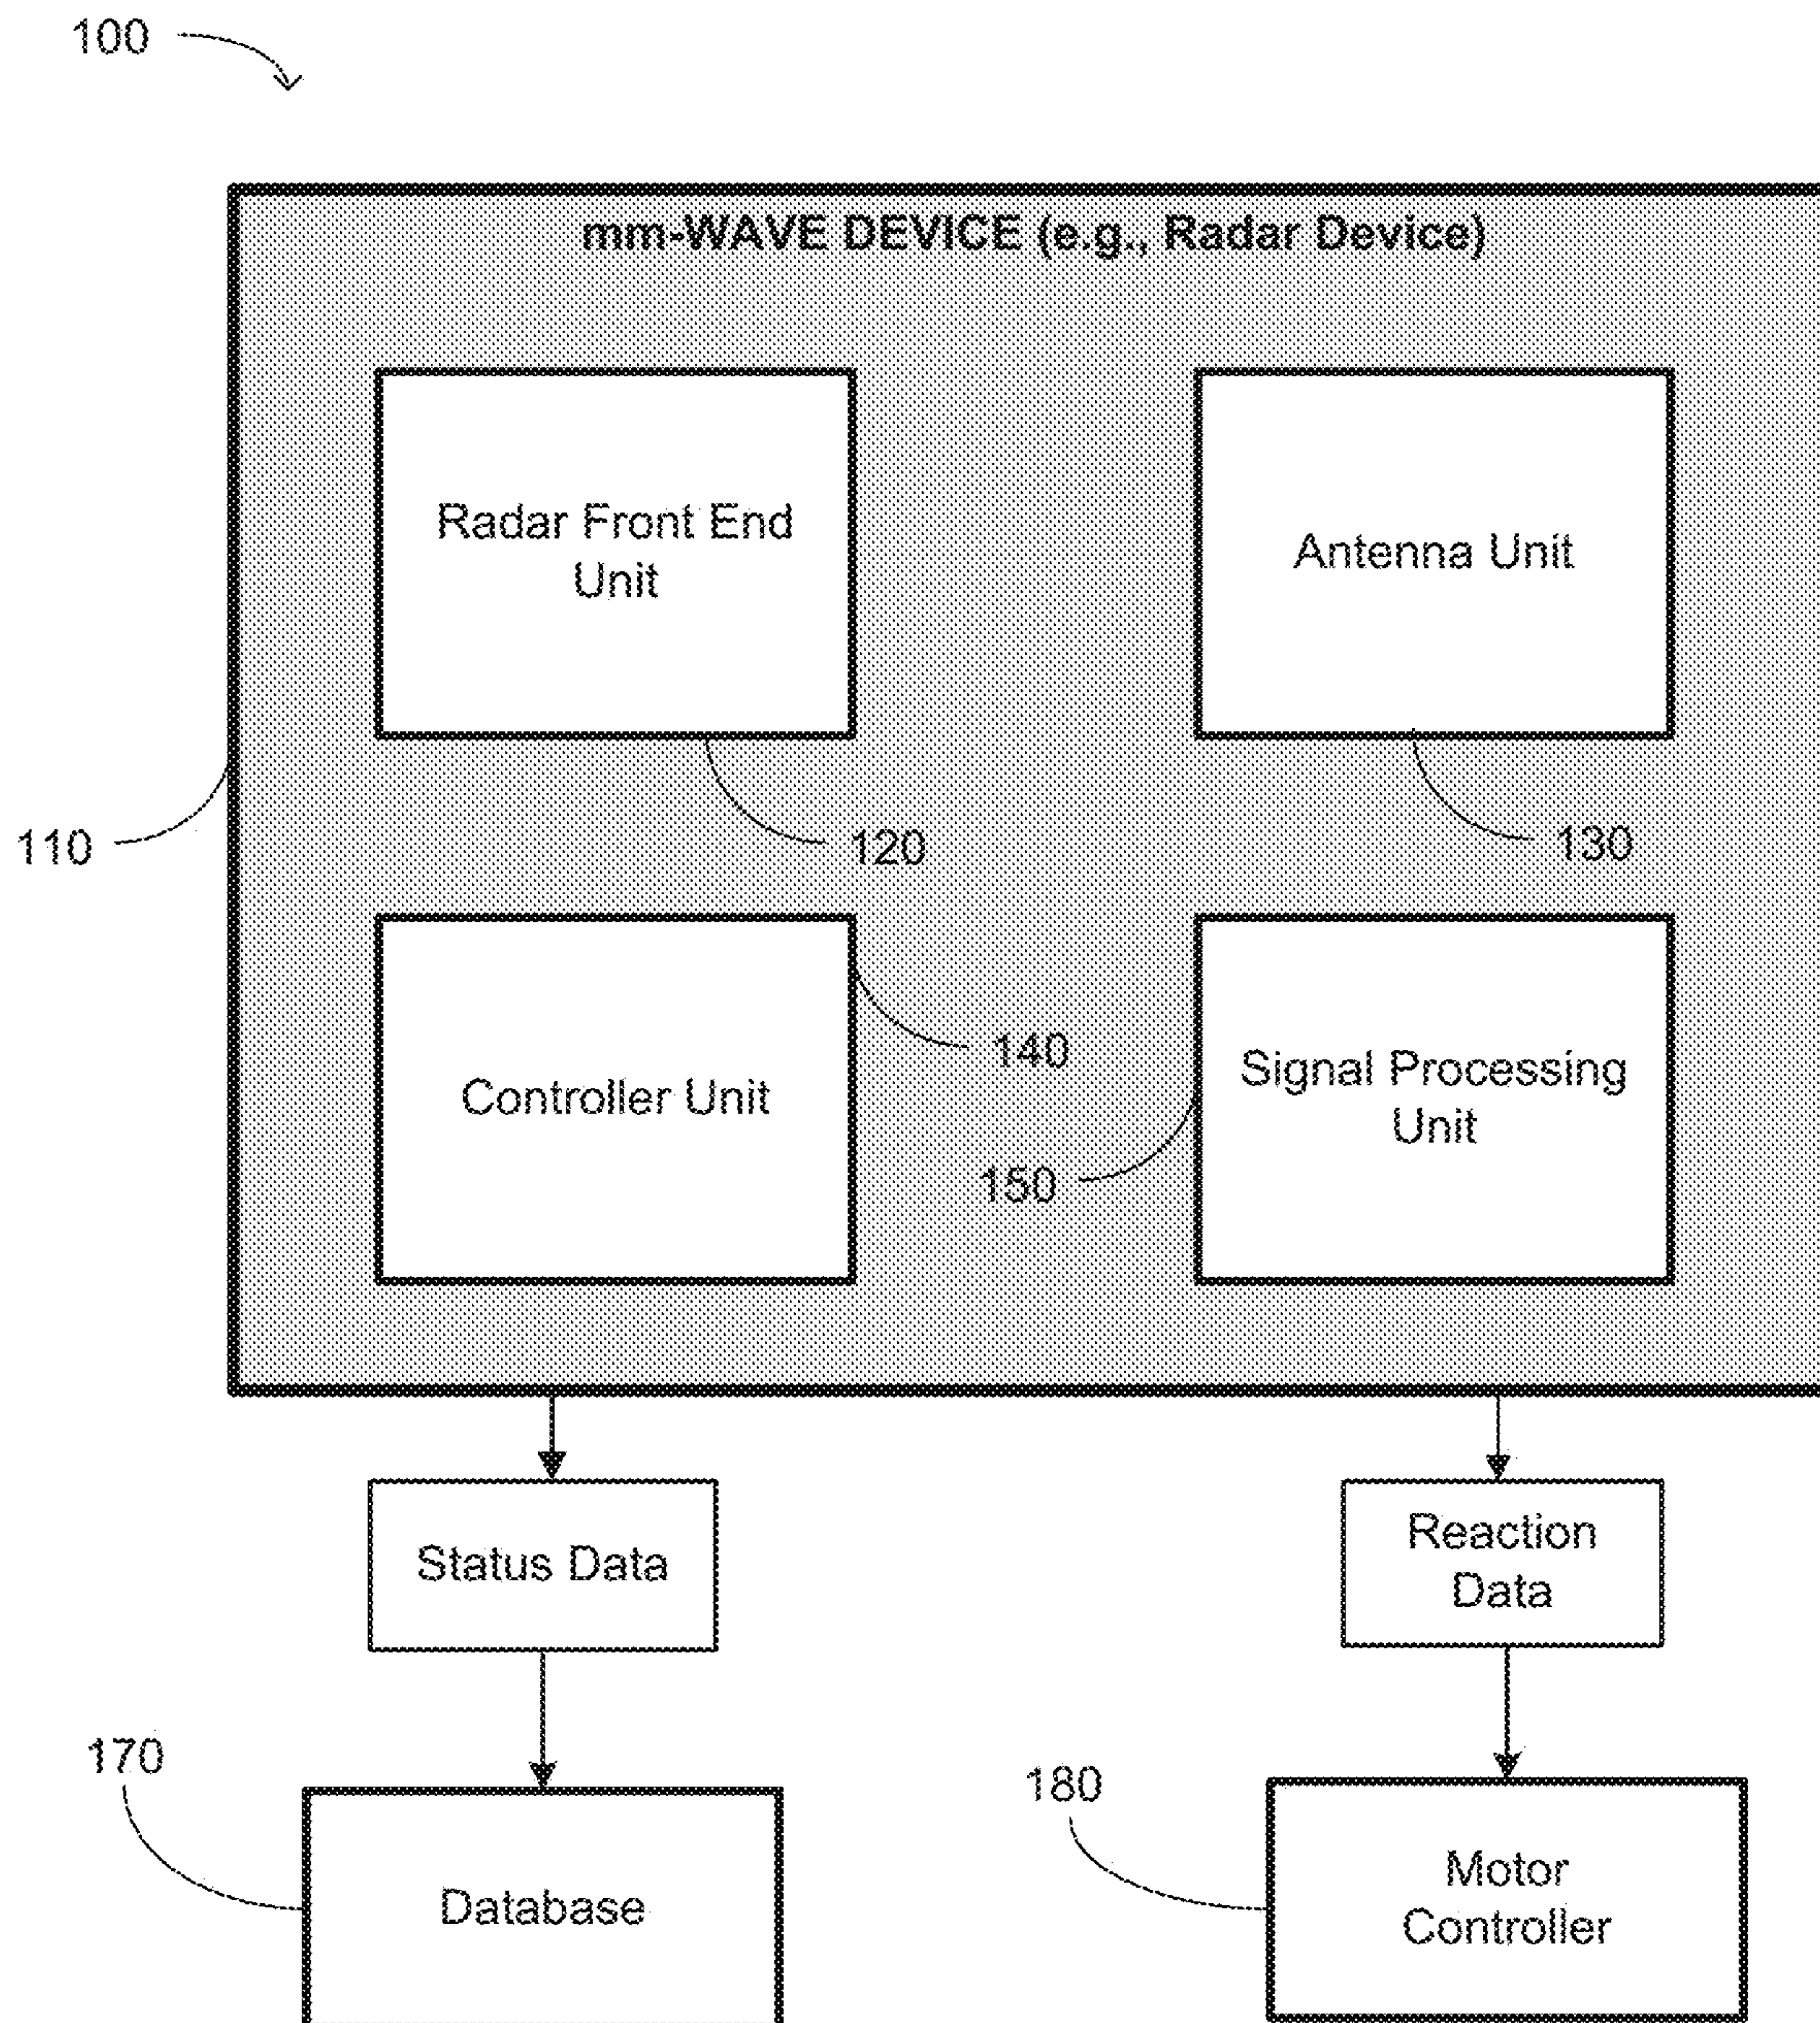 100
mm-WAVE DEVICE (e.g., Radar Device)
Radar Front End
Unit
Antenna Unit
110
120
130
Controller Unit
140
Signal Processing
Unit
150
Status Data
Reaction
Data
170
Database
180
Motor
Controller